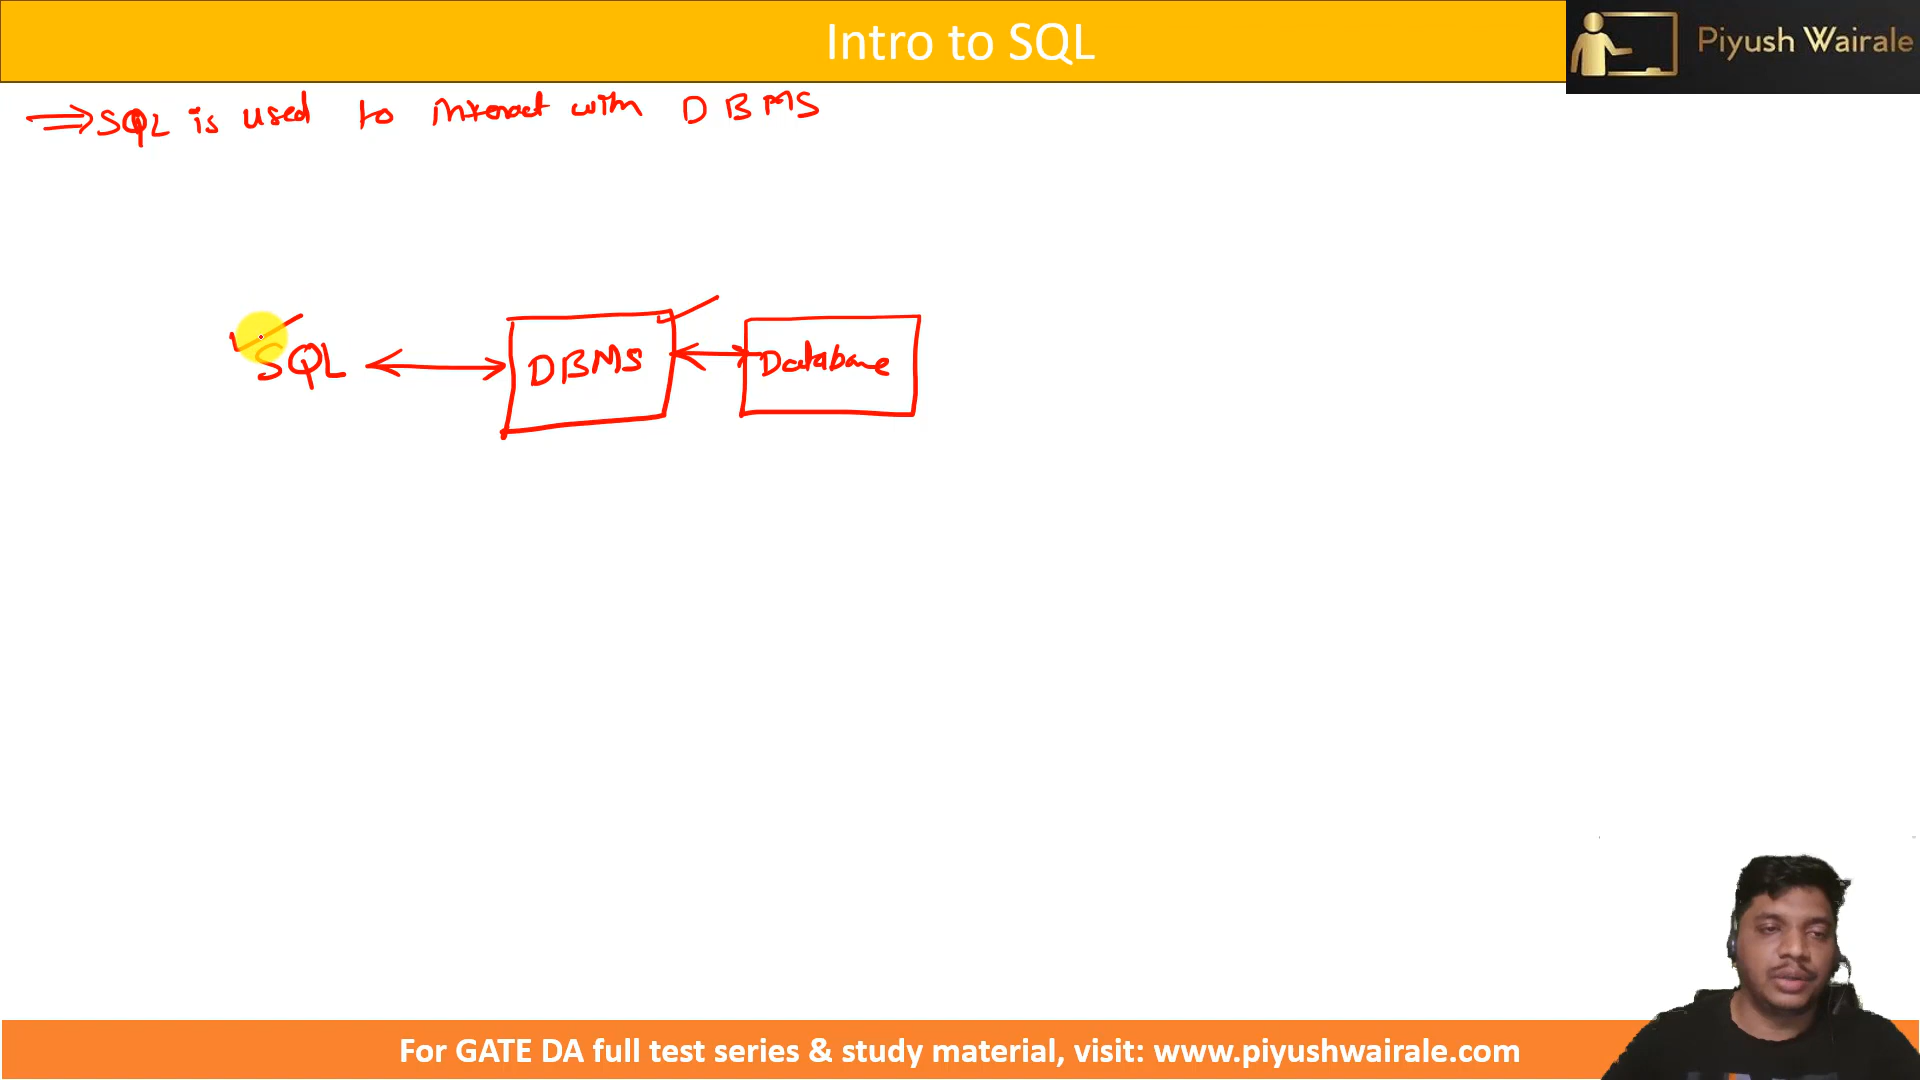 Intro to SQL
Piyush Wairale
⇒ SQL is used to interact with DBMS
SQL ↔ DBMS ↔ Database
For GATE DA full test series & study material, visit: www.piyushwairale.com